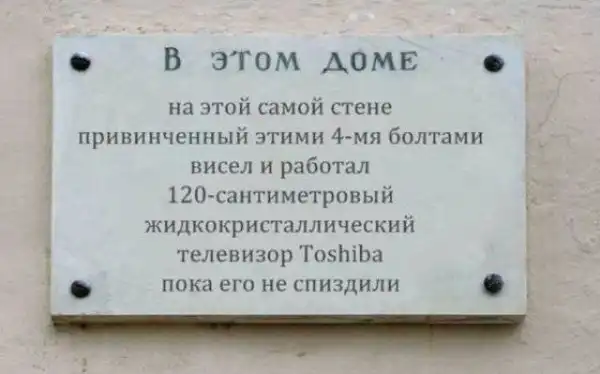 В ЭТОМ ДОМЕ
на этой самой стене
привинченный этими 4-мя болтами
висел и работал
120-сантиметровый
жидкокристаллический
телевизор Toshiba
пока его не спиздили